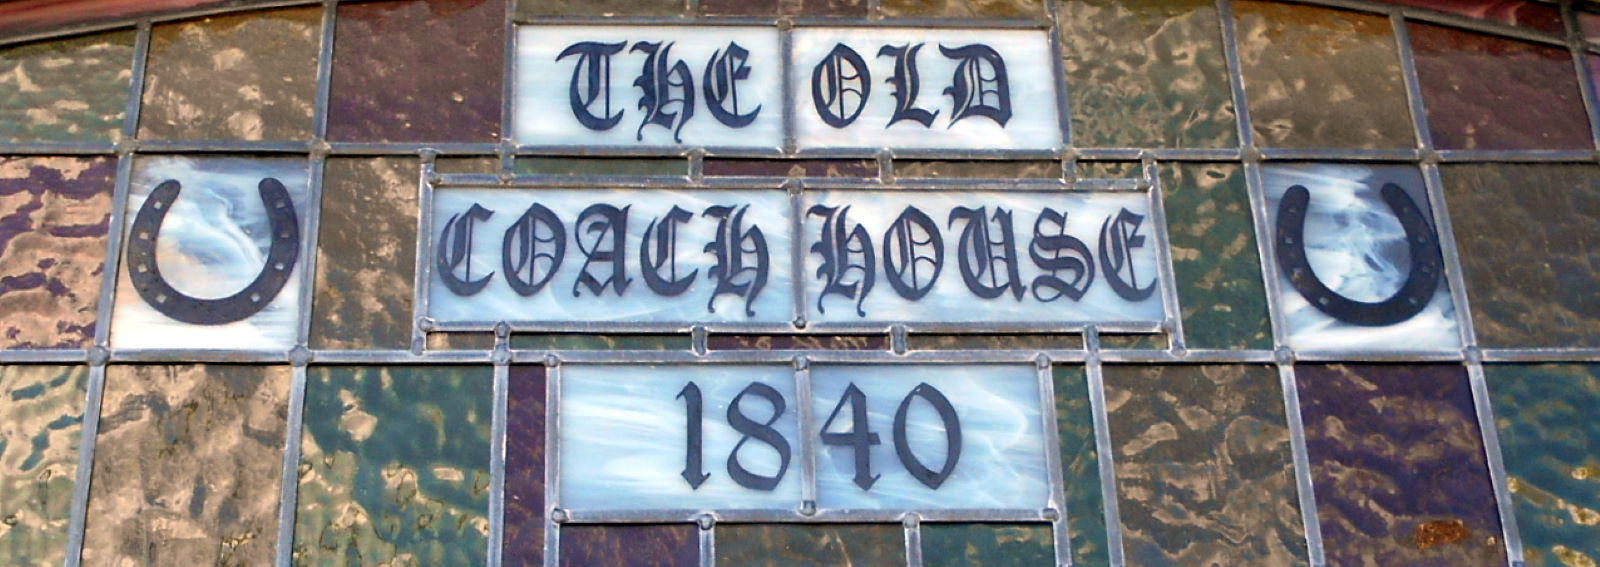 THE OLD
COACH HOUSE
1840